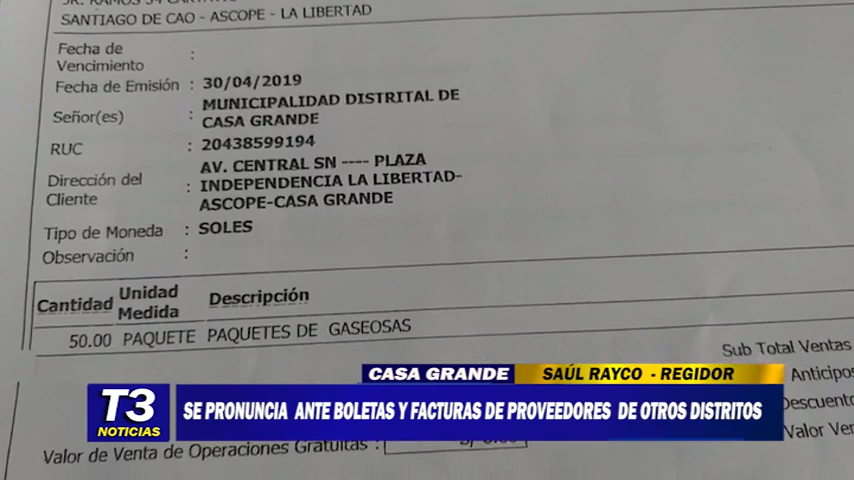 SANTIAGO DE CAO - ASCOPE - LA LIBERTAD
Fecha de
Vencimiento :
Fecha de Emisión : 30/04/2019
Señor(es) : MUNICIPALIDAD DISTRITAL DE
CASA GRANDE
RUC : 20438599194
Dirección del
Cliente : AV. CENTRAL SN ---- PLAZA
INDEPENDENCIA LA LIBERTAD-
ASCOPE-CASA GRANDE
Tipo de Moneda : SOLES
Observación :
Cantidad Unidad Medida Descripción
50.00 PAQUETE PAQUETES DE GASEOSAS
Sub Total Ventas
Anticipos
Descuento
Valor Ven
Valor de Venta de Operaciones Gratuitas :
CASA GRANDE SAÚL RAYCO - REGIDOR
T3
NOTICIAS
SE PRONUNCIA ANTE BOLETAS Y FACTURAS DE PROVEEDORES DE OTROS DISTRITOS